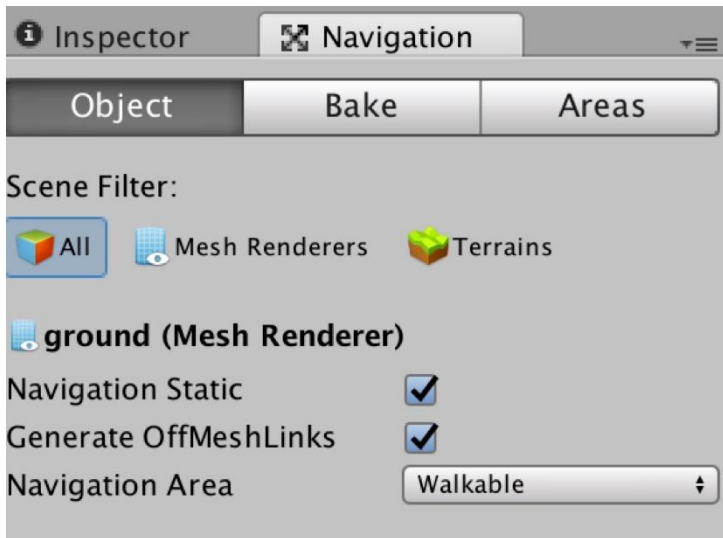 Inspector Navigation
Object Bake Areas
Scene Filter:
All Mesh Renderers Terrains
ground (Mesh Renderer)
Navigation Static
Generate OffMeshLinks
Navigation Area Walkable